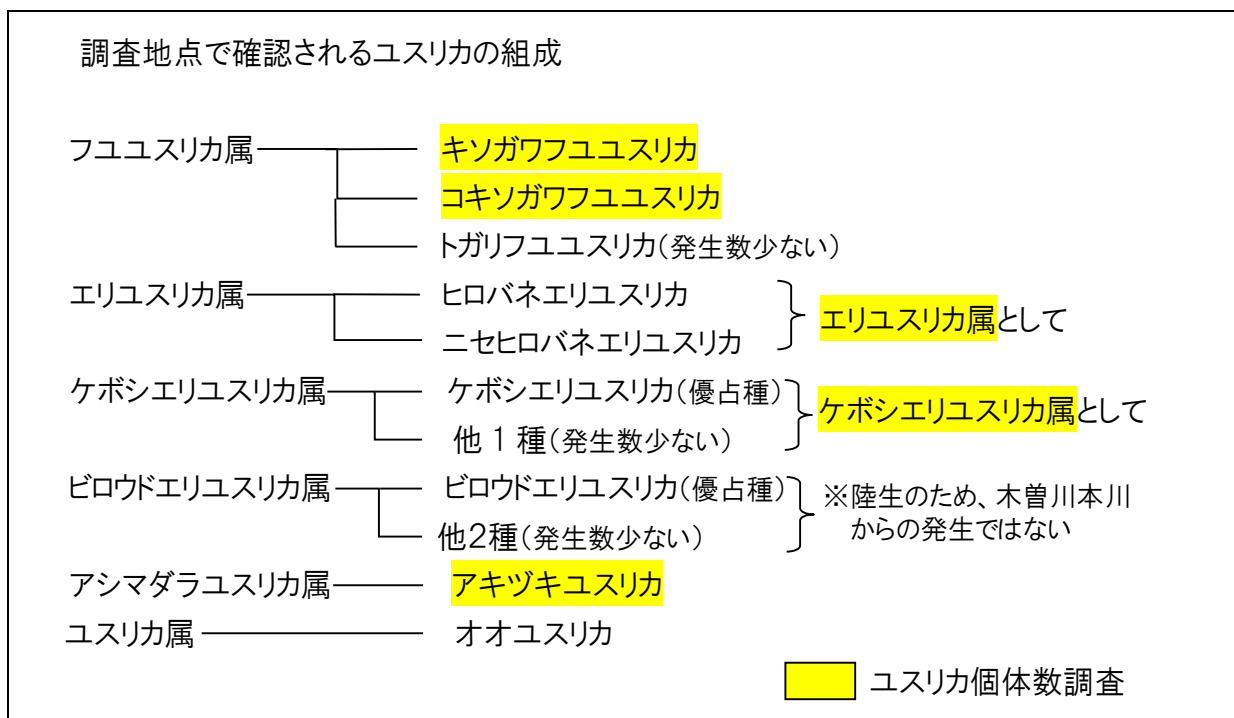 調査地点で確認されるユスリカの組成
フユユスリカ属
キソガワフユユスリカ
コキソガワフユユスリカ
トガリフユユスリカ(発生数少ない)
エリユスリカ属
ヒロバネエリユスリカ
ニセヒロバネエリユスリカ
エリユスリカ属として
ケボシエリユスリカ属
ケボシエリユスリカ(優占種)
他1種(発生数少ない)
ケボシエリユスリカ属として
ビロウドエリユスリカ属
ビロウドエリユスリカ(優占種)
他2種(発生数少ない)
※陸生のため、木曽川本川
からの発生ではない
アシマダラユスリカ属
アキヅキユスリカ
ユスリカ属
オオユスリカ
ユスリカ個体数調査